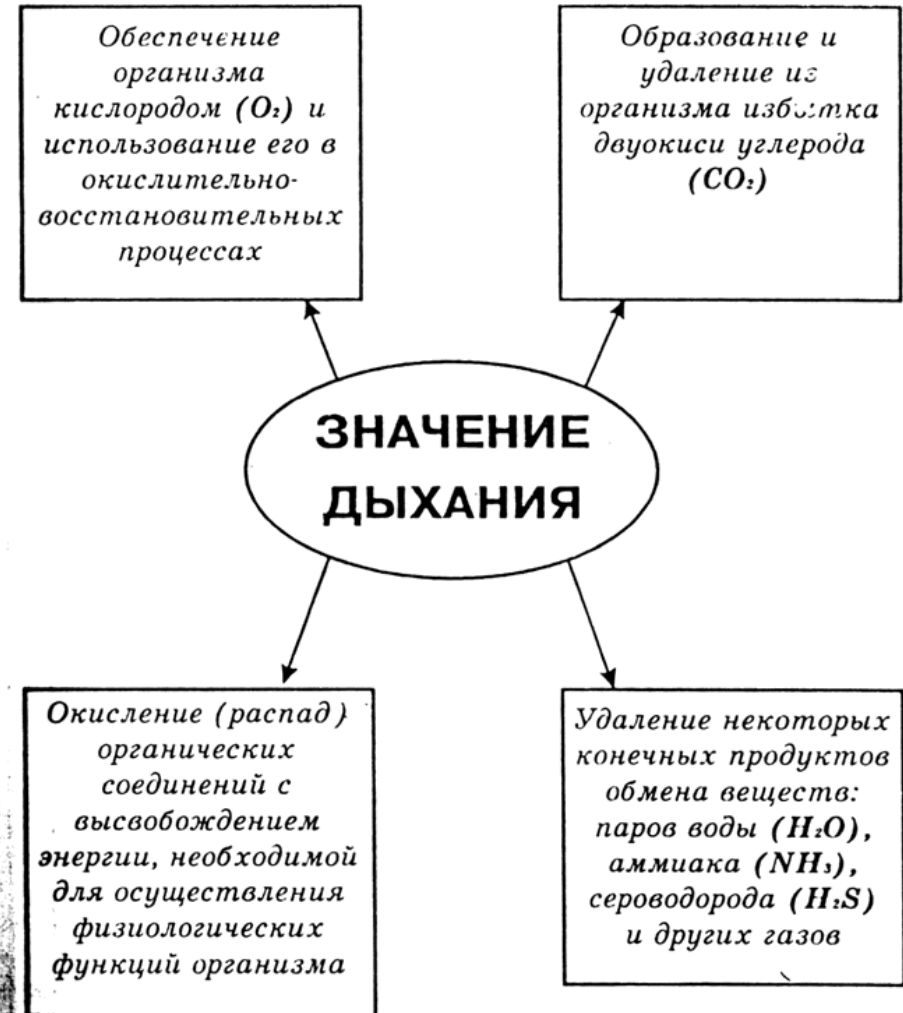 Обеспечение
организма
кислородом (O₂) и
использование его в
окислительно-
восстановительных
процессах
Образование и
удаление из
организма избытка
двуокиси углерода
(CO₂)
ЗНАЧЕНИЕ
ДЫХАНИЯ
Окисление (распад)
органических
соединений с
высвобождением
энергии, необходимой
для осуществления
физиологических
функций организма
Удаление некоторых
конечных продуктов
обмена веществ:
паров воды (H₂O),
аммиака (NH₃),
сероводорода (H₂S)
и других газов